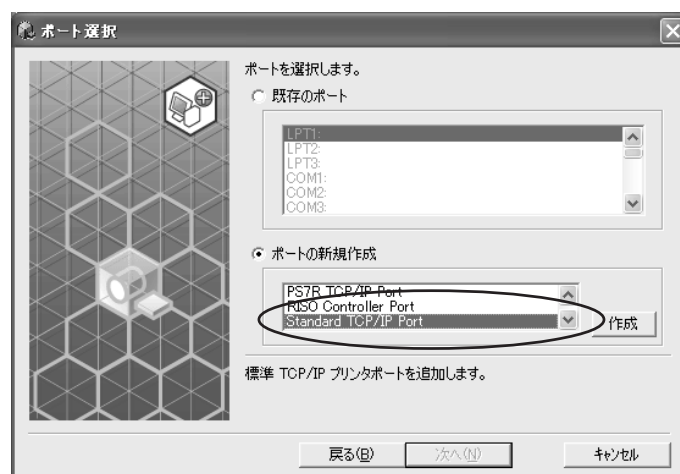 ポート選択
ポートを選択します。
既存のポート
LPT1:
LPT2:
LPT3:
COM1:
COM2:
COM3:
ポートの新規作成
PS7R TCP/IP Port
RISO Controller Port
Standard TCP/IP Port
作成
標準 TCP/IP プリンタポートを追加します。
戻る(B)
次へ(N)
キャンセル